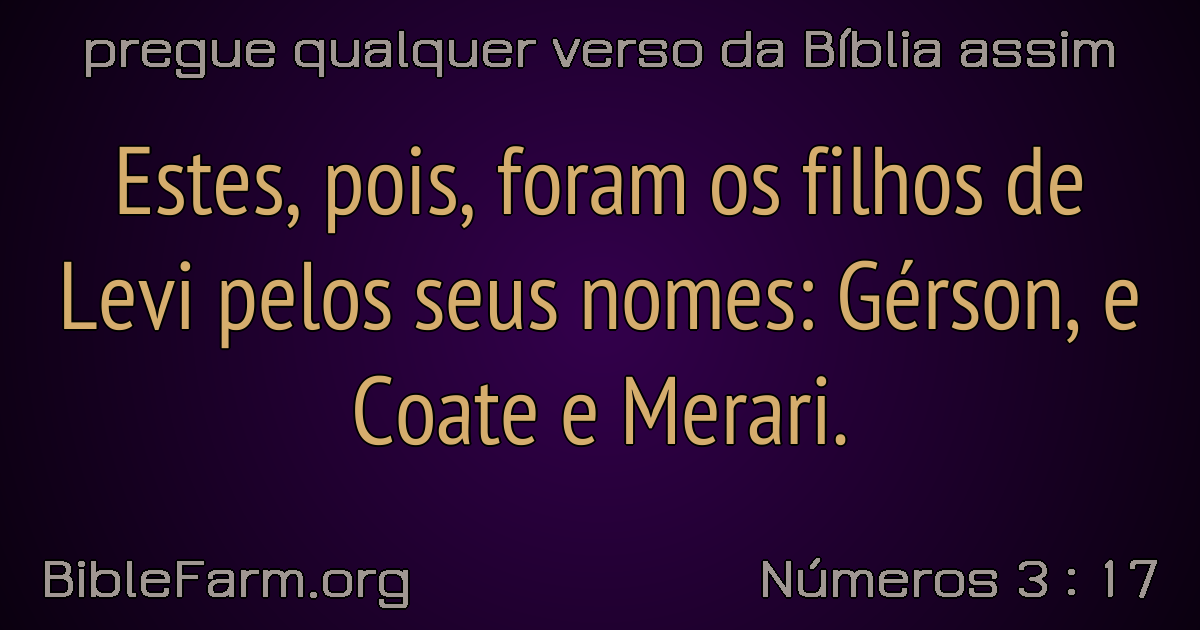 pregue qualquer verso da Bíblia assim
Estes, pois, foram os filhos de
Levi pelos seus nomes: Gérson, e
Coate e Merari.
BibleFarm.org
Números 3 : 17